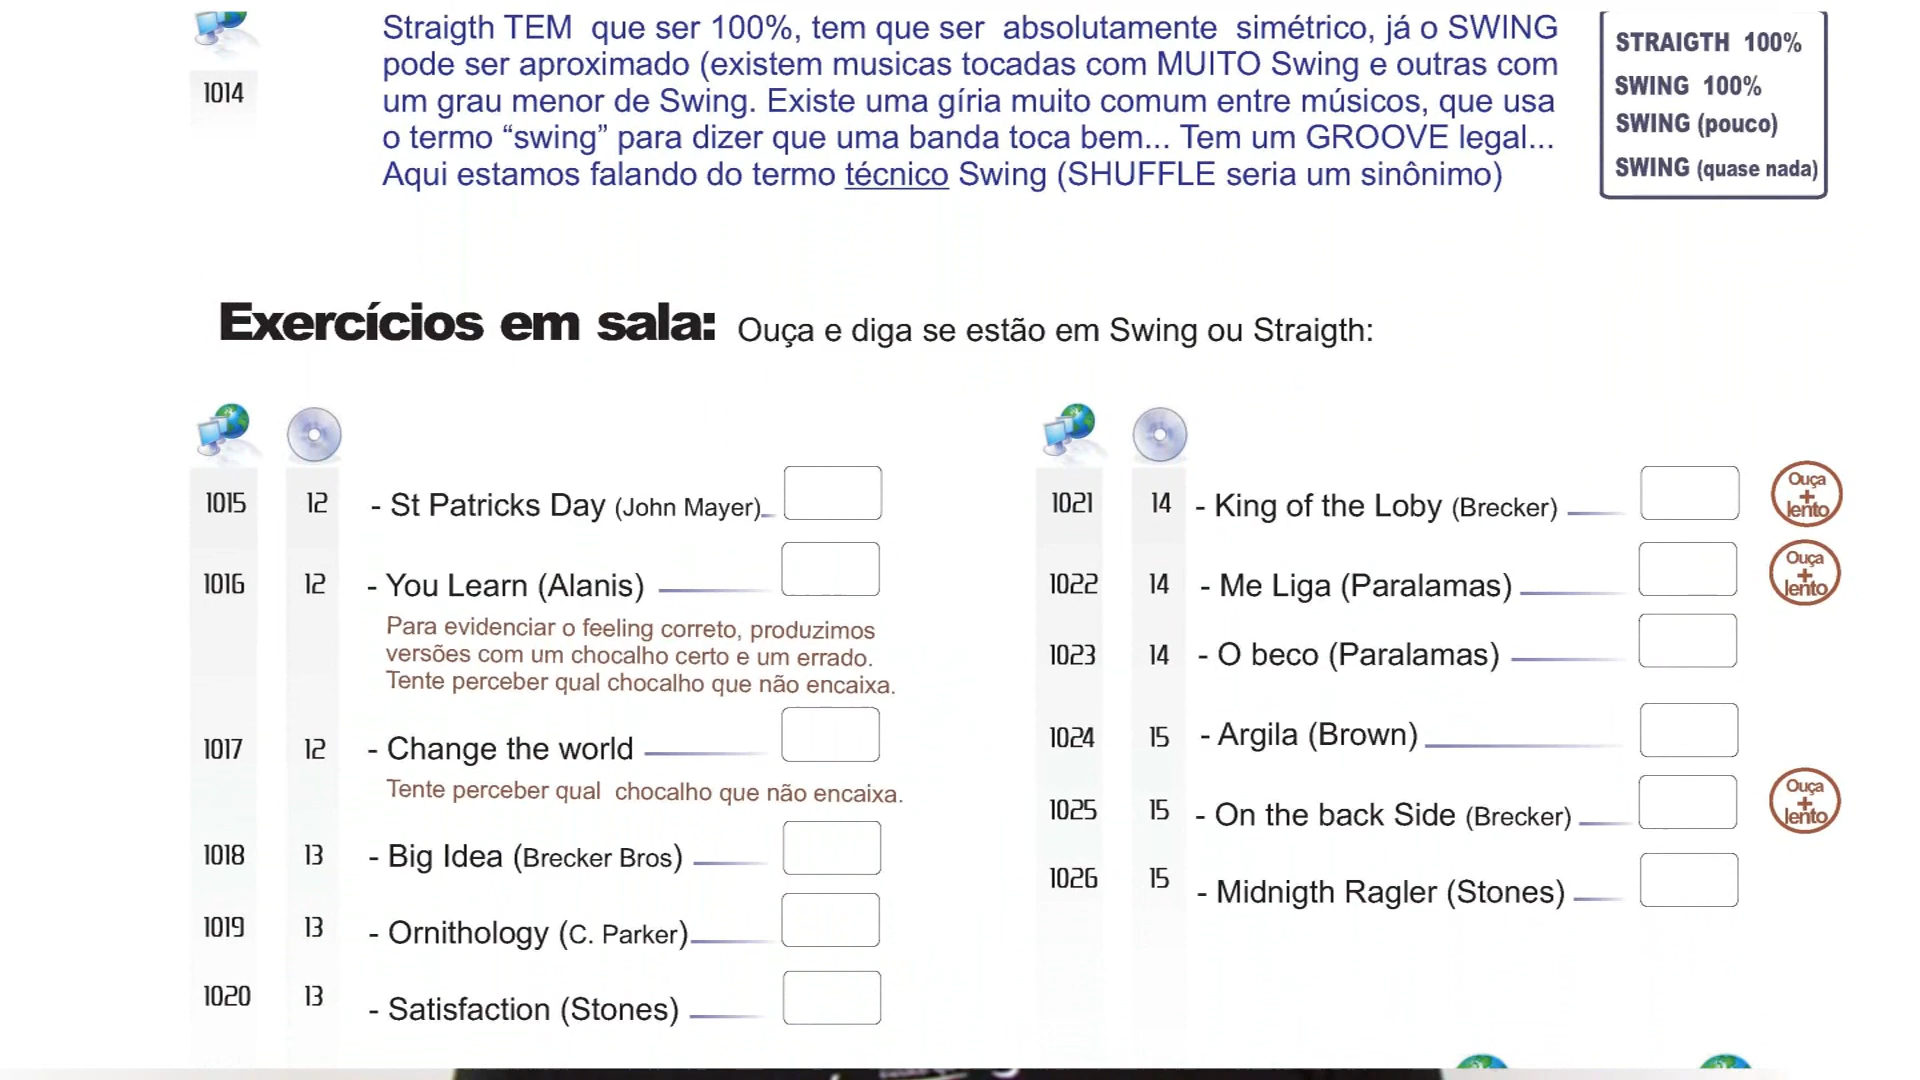 Straigth TEM que ser 100%, tem que ser absolutamente simétrico, já o SWING
pode ser aproximado (existem musicas tocadas com MUITO Swing e outras com
um grau menor de Swing. Existe uma gíria muito comum entre músicos, que usa
o termo “swing” para dizer que uma banda toca bem... Tem um GROOVE legal...
Aqui estamos falando do termo técnico Swing (SHUFFLE seria um sinônimo)
1014
STRAIGTH 100%
SWING 100%
SWING (pouco)
SWING (quase nada)
Exercícios em sala: Ouça e diga se estão em Swing ou Straigth:
1015 12 - St Patricks Day (John Mayer)
1016 12 - You Learn (Alanis)
Para evidenciar o feeling correto, produzimos
versões com um chocalho certo e um errado.
Tente perceber qual chocalho que não encaixa.
1017 12 - Change the world
Tente perceber qual chocalho que não encaixa.
1018 13 - Big Idea (Brecker Bros)
1019 13 - Ornithology (C. Parker)
1020 13 - Satisfaction (Stones)
1021 14 - King of the Loby (Brecker)
Ouça
+
lento
1022 14 - Me Liga (Paralamas)
Ouça
+
lento
1023 14 - O beco (Paralamas)
1024 15 - Argila (Brown)
1025 15 - On the back Side (Brecker)
Ouça
+
lento
1026 15 - Midnigth Ragler (Stones)